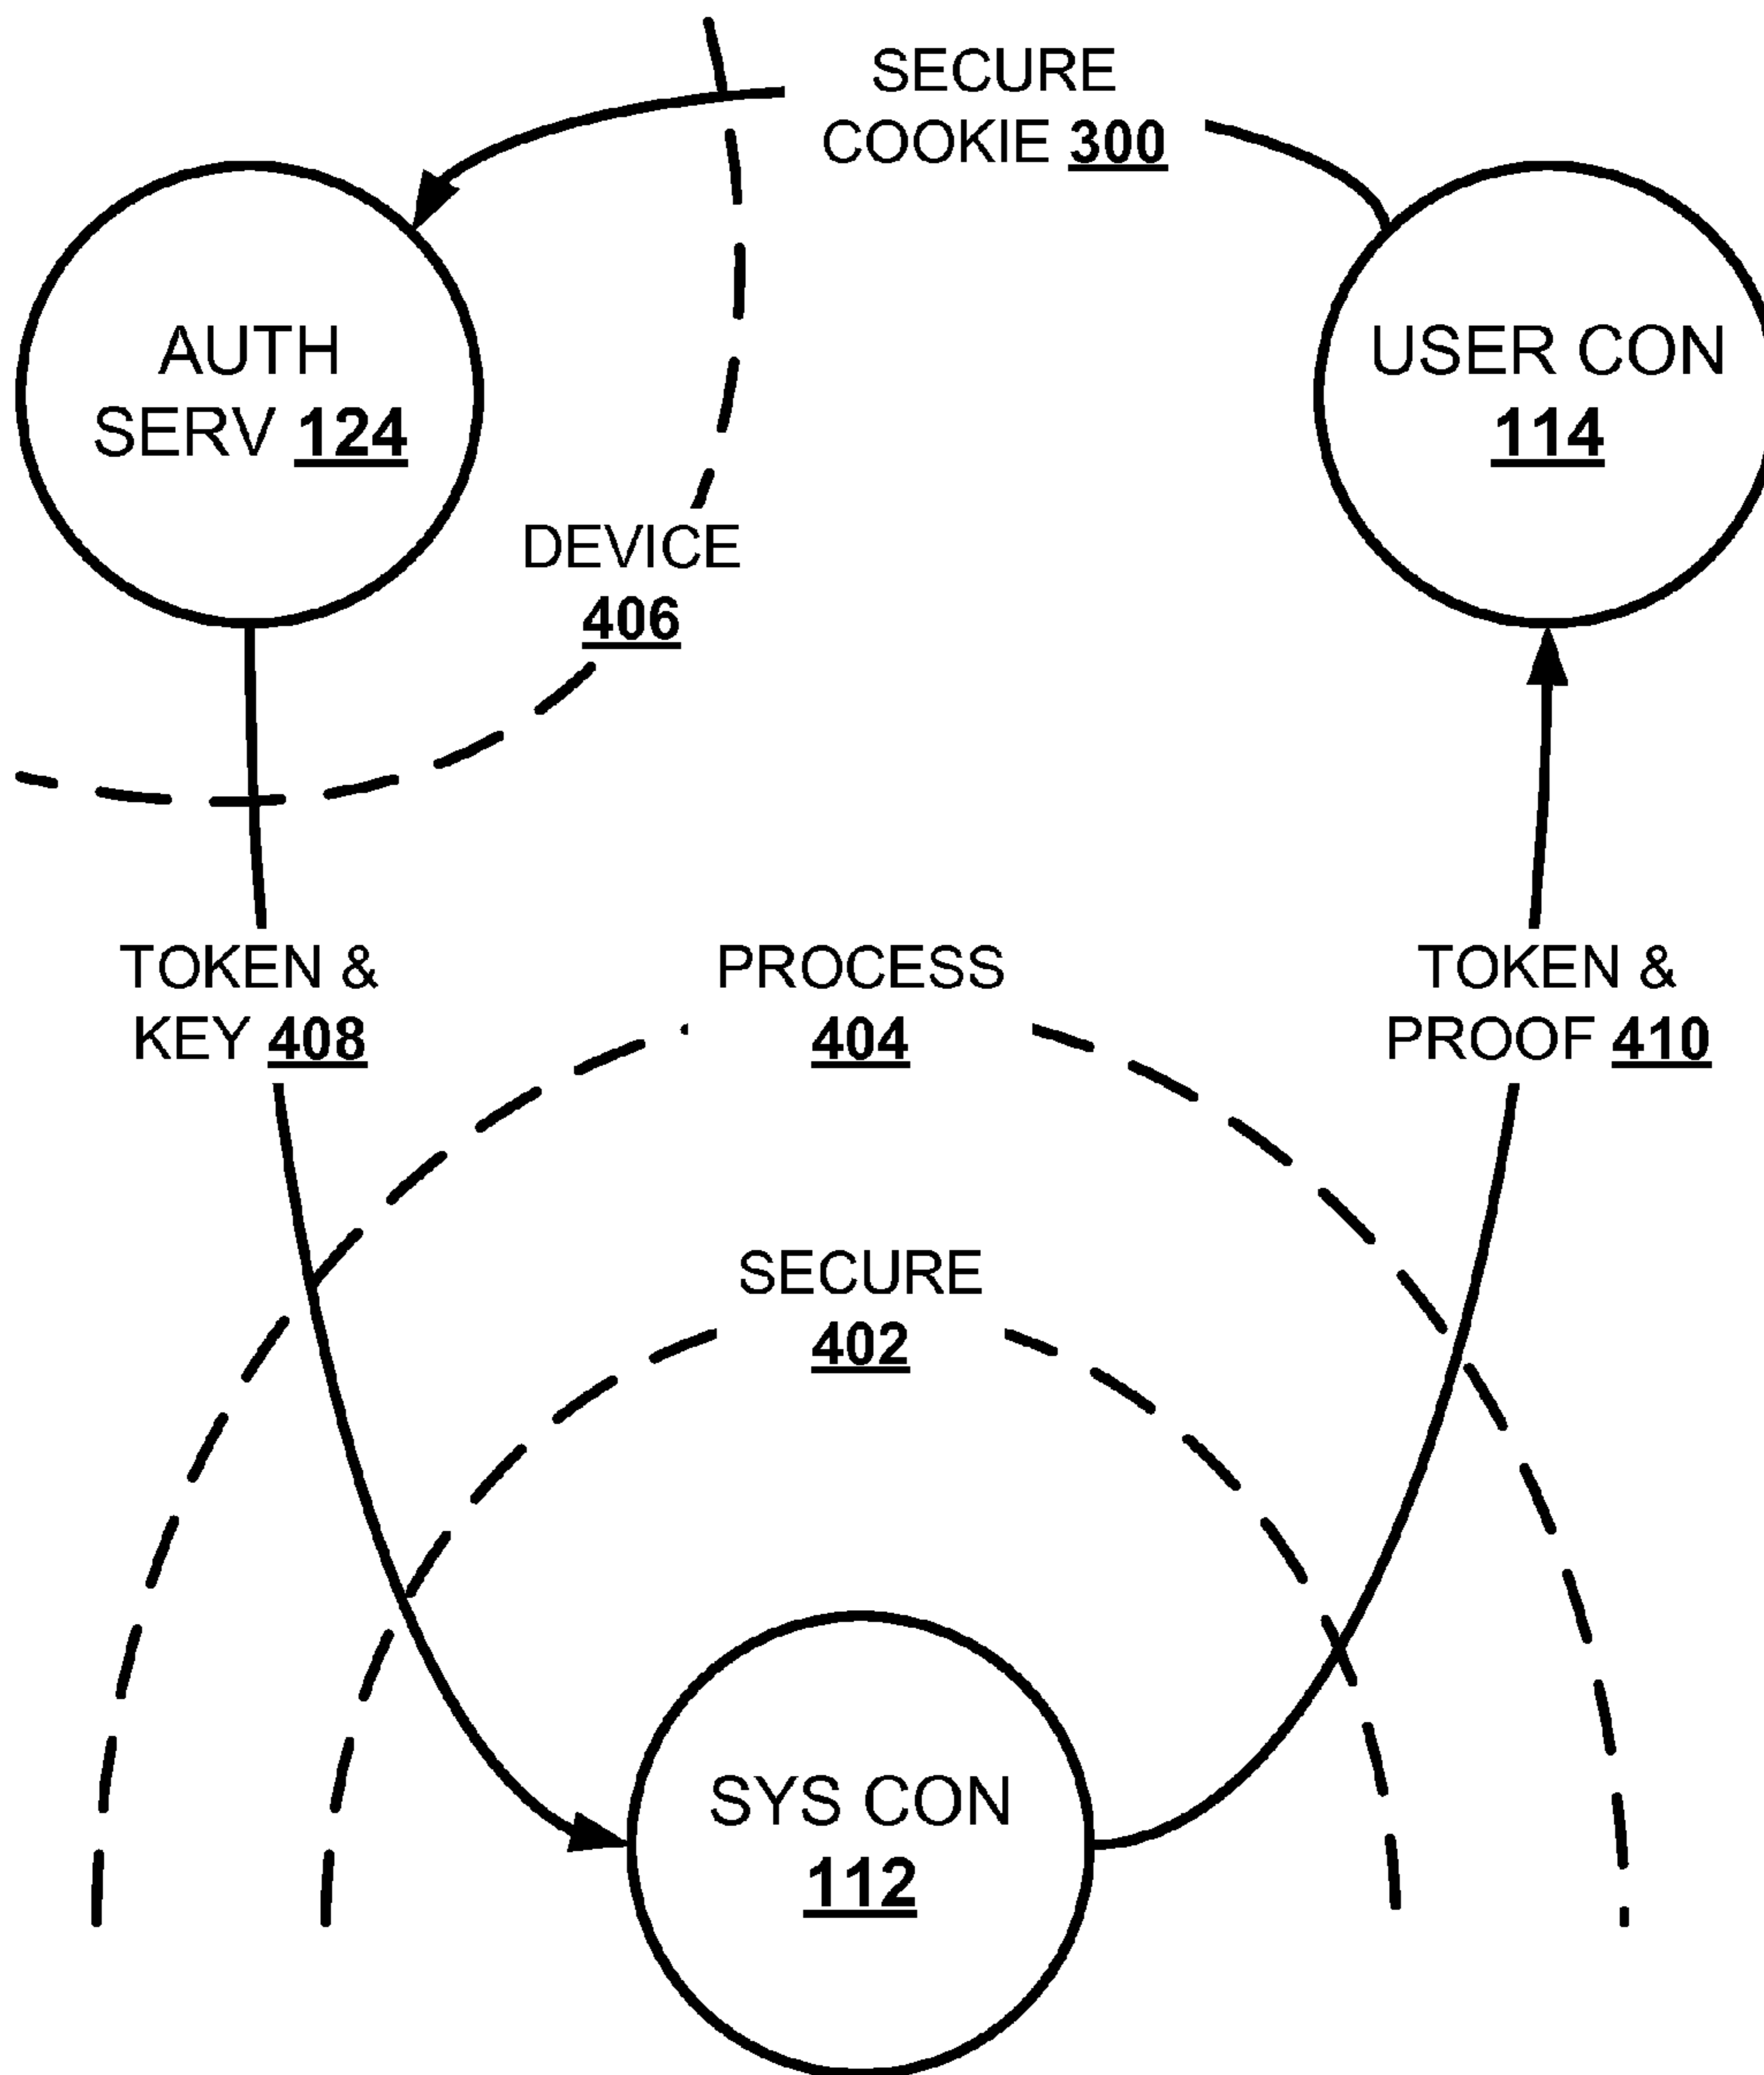 SECURE
COOKIE 300
AUTH
SERV 124
USER CON
114
DEVICE
406
TOKEN &
KEY 408
PROCESS
404
TOKEN &
PROOF 410
SECURE
402
SYS CON
112